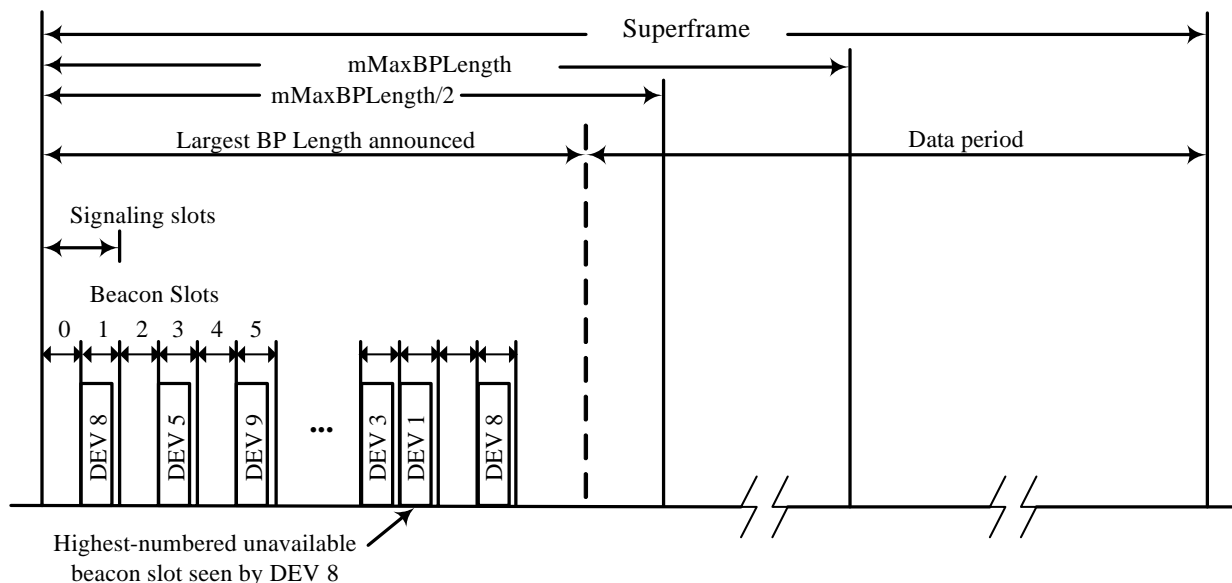 Superframe
mMaxBPLength
mMaxBPLength/2
Largest BP Length announced
Data period
Signaling slots
Beacon Slots
0 1 2 3 4 5
DEV 8
DEV 5
DEV 9
...
DEV 3
DEV 1
DEV 8
Highest-numbered unavailable
beacon slot seen by DEV 8